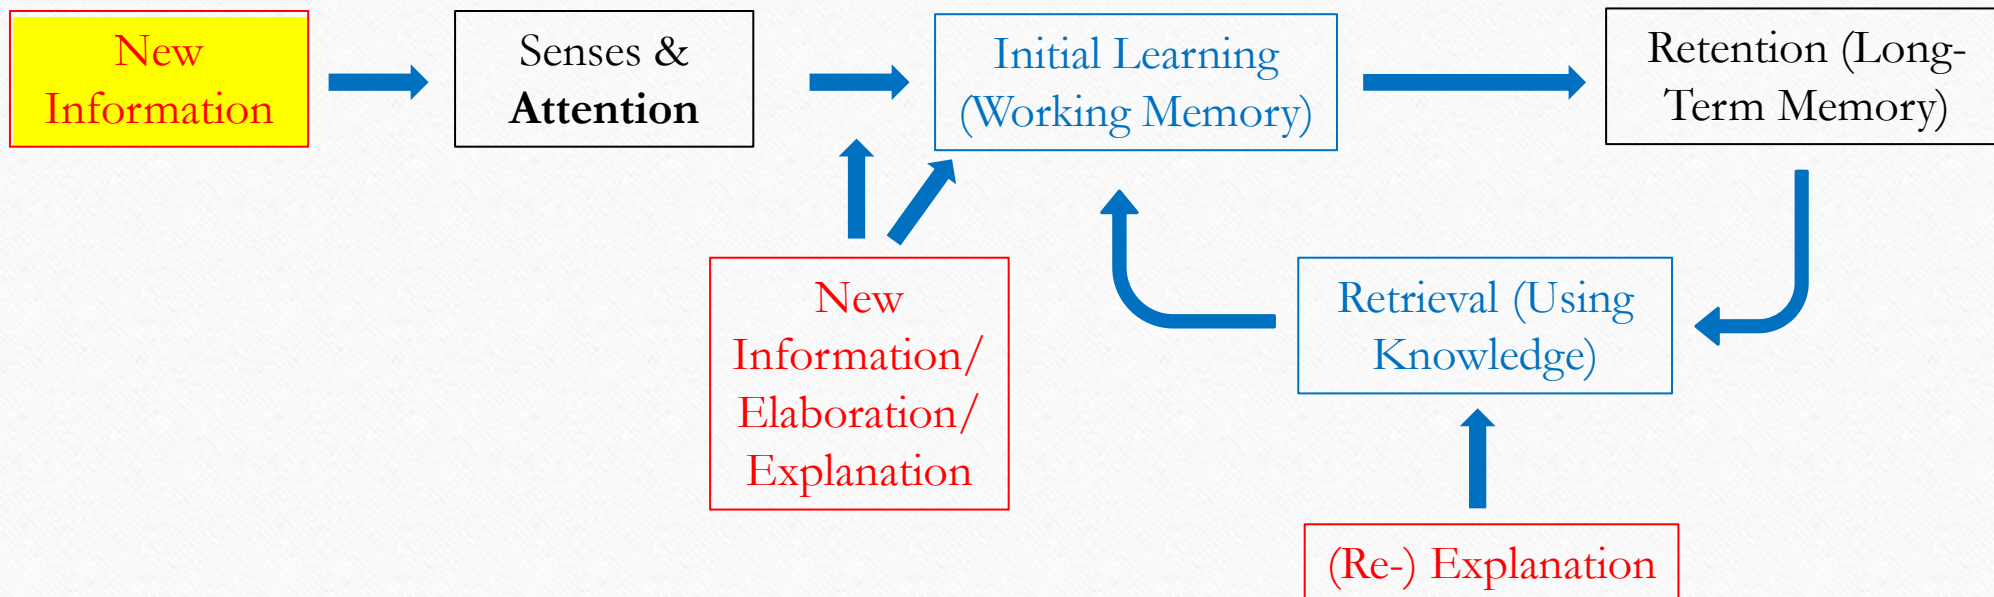 New
Information
Senses &
Attention
Initial Learning
(Working Memory)
Retention (Long-
Term Memory)
New
Information/
Elaboration/
Explanation
Retrieval (Using
Knowledge)
(Re-) Explanation